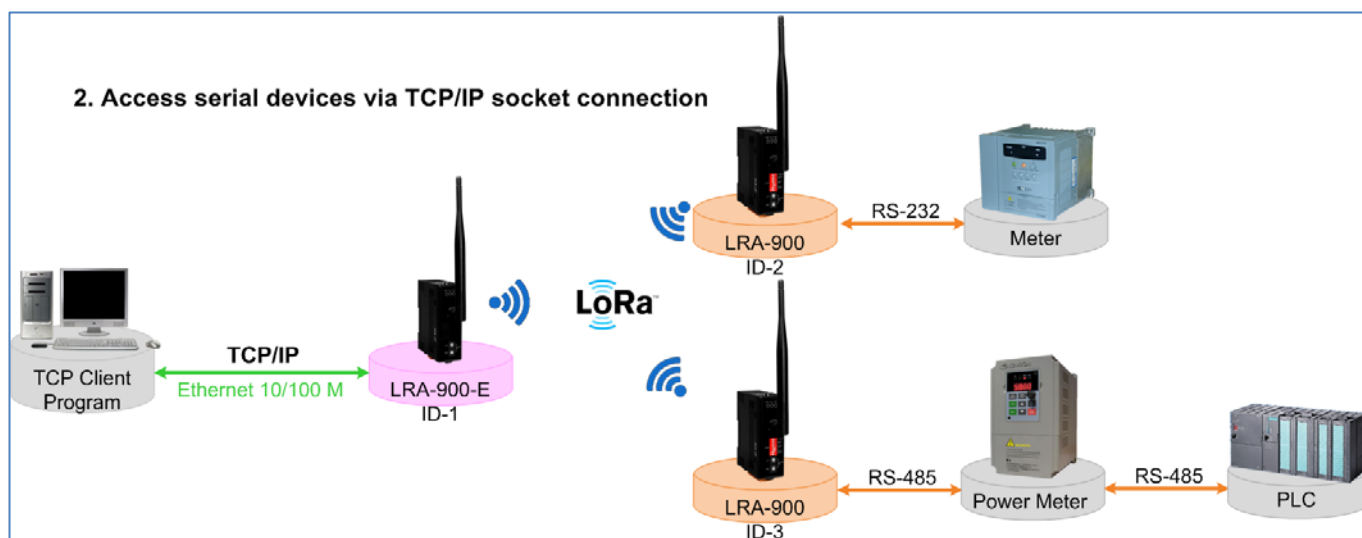 2. Access serial devices via TCP/IP socket connection
LRA-900
ID-2
RS-232
Meter
TCP Client
Program
TCP/IP
Ethernet 10/100 M
LRA-900-E
ID-1
LoRa
LRA-900
ID-3
RS-485
Power Meter
RS-485
PLC